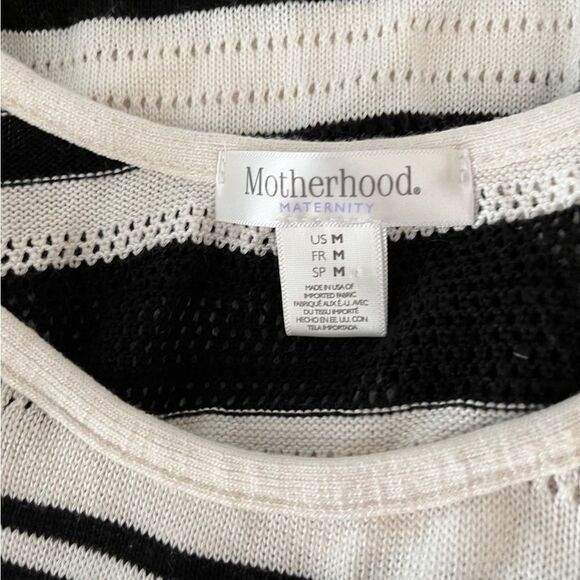 Motherhood®
MATERNITY
US M
FR M
SP M
MADE IN USA OF
IMPORTED FABRIC
FABRIQUÉ AUX É.-U. AVEC
DU TISSU IMPORTÉ
HECHO EN EE. UU. CON
TELA IMPORTADA